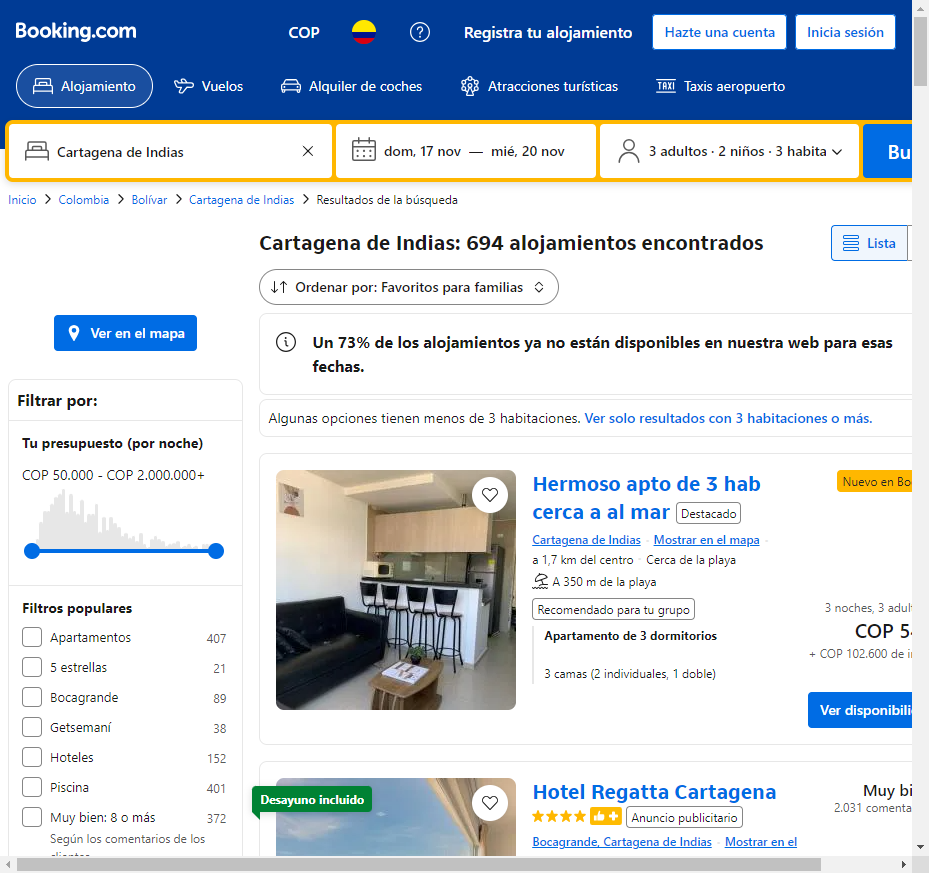 Booking.com
COP
Registra tu alojamiento
Hazte una cuenta
Inicia sesión
Alojamiento
Vuelos
Alquiler de coches
Atracciones turísticas
TAXI Taxis aeropuerto
Cartagena de Indias
dom, 17 nov — mié, 20 nov
3 adultos · 2 niños · 3 habita
Bu
Inicio > Colombia > Bolívar > Cartagena de Indias > Resultados de la búsqueda
Cartagena de Indias: 694 alojamientos encontrados
Lista
Ordenar por: Favoritos para familias
Ver en el mapa
Un 73% de los alojamientos ya no están disponibles en nuestra web para esas
fechas.
Algunas opciones tienen menos de 3 habitaciones. Ver solo resultados con 3 habitaciones o más.
Filtrar por:
Tu presupuesto (por noche)
COP 50.000 - COP 2.000.000+
Filtros populares
Apartamentos 407
5 estrellas 21
Bocagrande 89
Getsemaní 38
Hoteles 152
Piscina 401
Muy bien: 8 o más 372
Según los comentarios de los
clientes
Hermoso apto de 3 hab
cerca a al mar Destacado
Nuevo en Bo
Cartagena de Indias · Mostrar en el mapa ·
a 1,7 km del centro · Cerca de la playa
A 350 m de la playa
Recomendado para tu grupo
Apartamento de 3 dormitorios
3 camas (2 individuales, 1 doble)
3 noches, 3 adult
COP 54
+ COP 102.600 de i
Ver disponibili
Desayuno incluido
Hotel Regatta Cartagena
Anuncio publicitario
Bocagrande, Cartagena de Indias · Mostrar en el
Muy bi
2.031 comenta